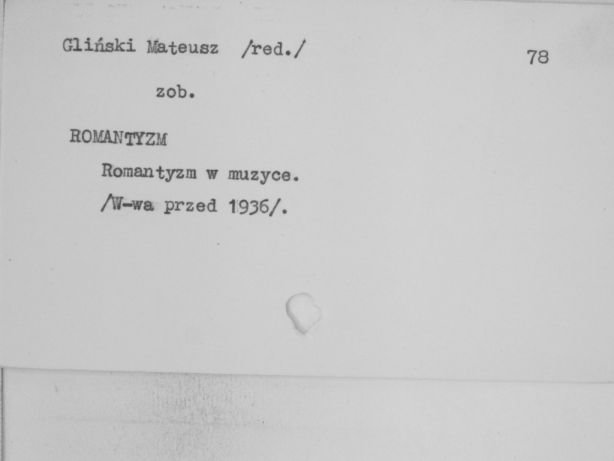 Gliński Mateusz /red./ 78
zob.
ROMANTYZM
Romantyzm w muzyce.
/W-wa przed 1936/.